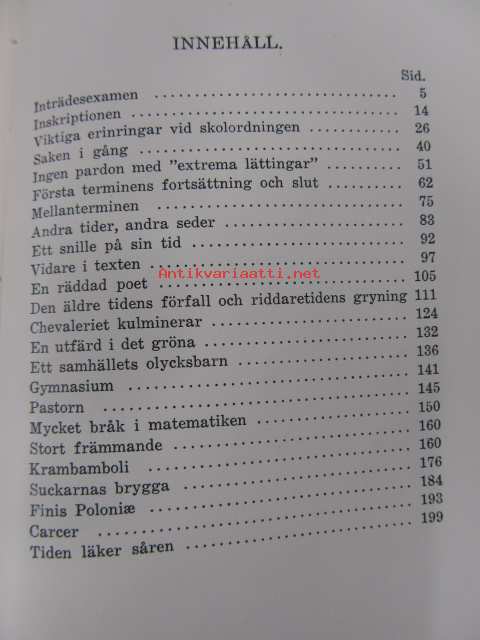 INNEHÅLL.
Sid.
Inträdesexamen .............................. 5
Inskriptionen .............................. 14
Viktiga erinringar vid skolordningen ............ 26
Saken i gång .............................. 40
Ingen pardon med "extrema lättingar" .......... 51
Första terminens fortsättning och slut .......... 62
Mellanterminen .............................. 75
Andra tider, andra seder ...................... 83
Ett snille på sin tid .......................... 92
Vidare i texten .............................. 97
En räddad poet .............................. 105
Den äldre tidens förfall och riddaretidens gryning 111
Chevaleriet kulminerar ........................ 124
En utfärd i det gröna ........................ 132
Ett samhällets olycksbarn ...................... 136
Gymnasium .............................. 141
Pastorn .............................. 145
Mycket bråk i matematiken .................... 150
Stort främmande .............................. 160
Krambamboli .............................. 160
Suckarnas brygga .............................. 176
Finis Poloniæ .............................. 184
Carcer .............................. 193
Tiden läker såren .............................. 199
Antikvariaatti.net